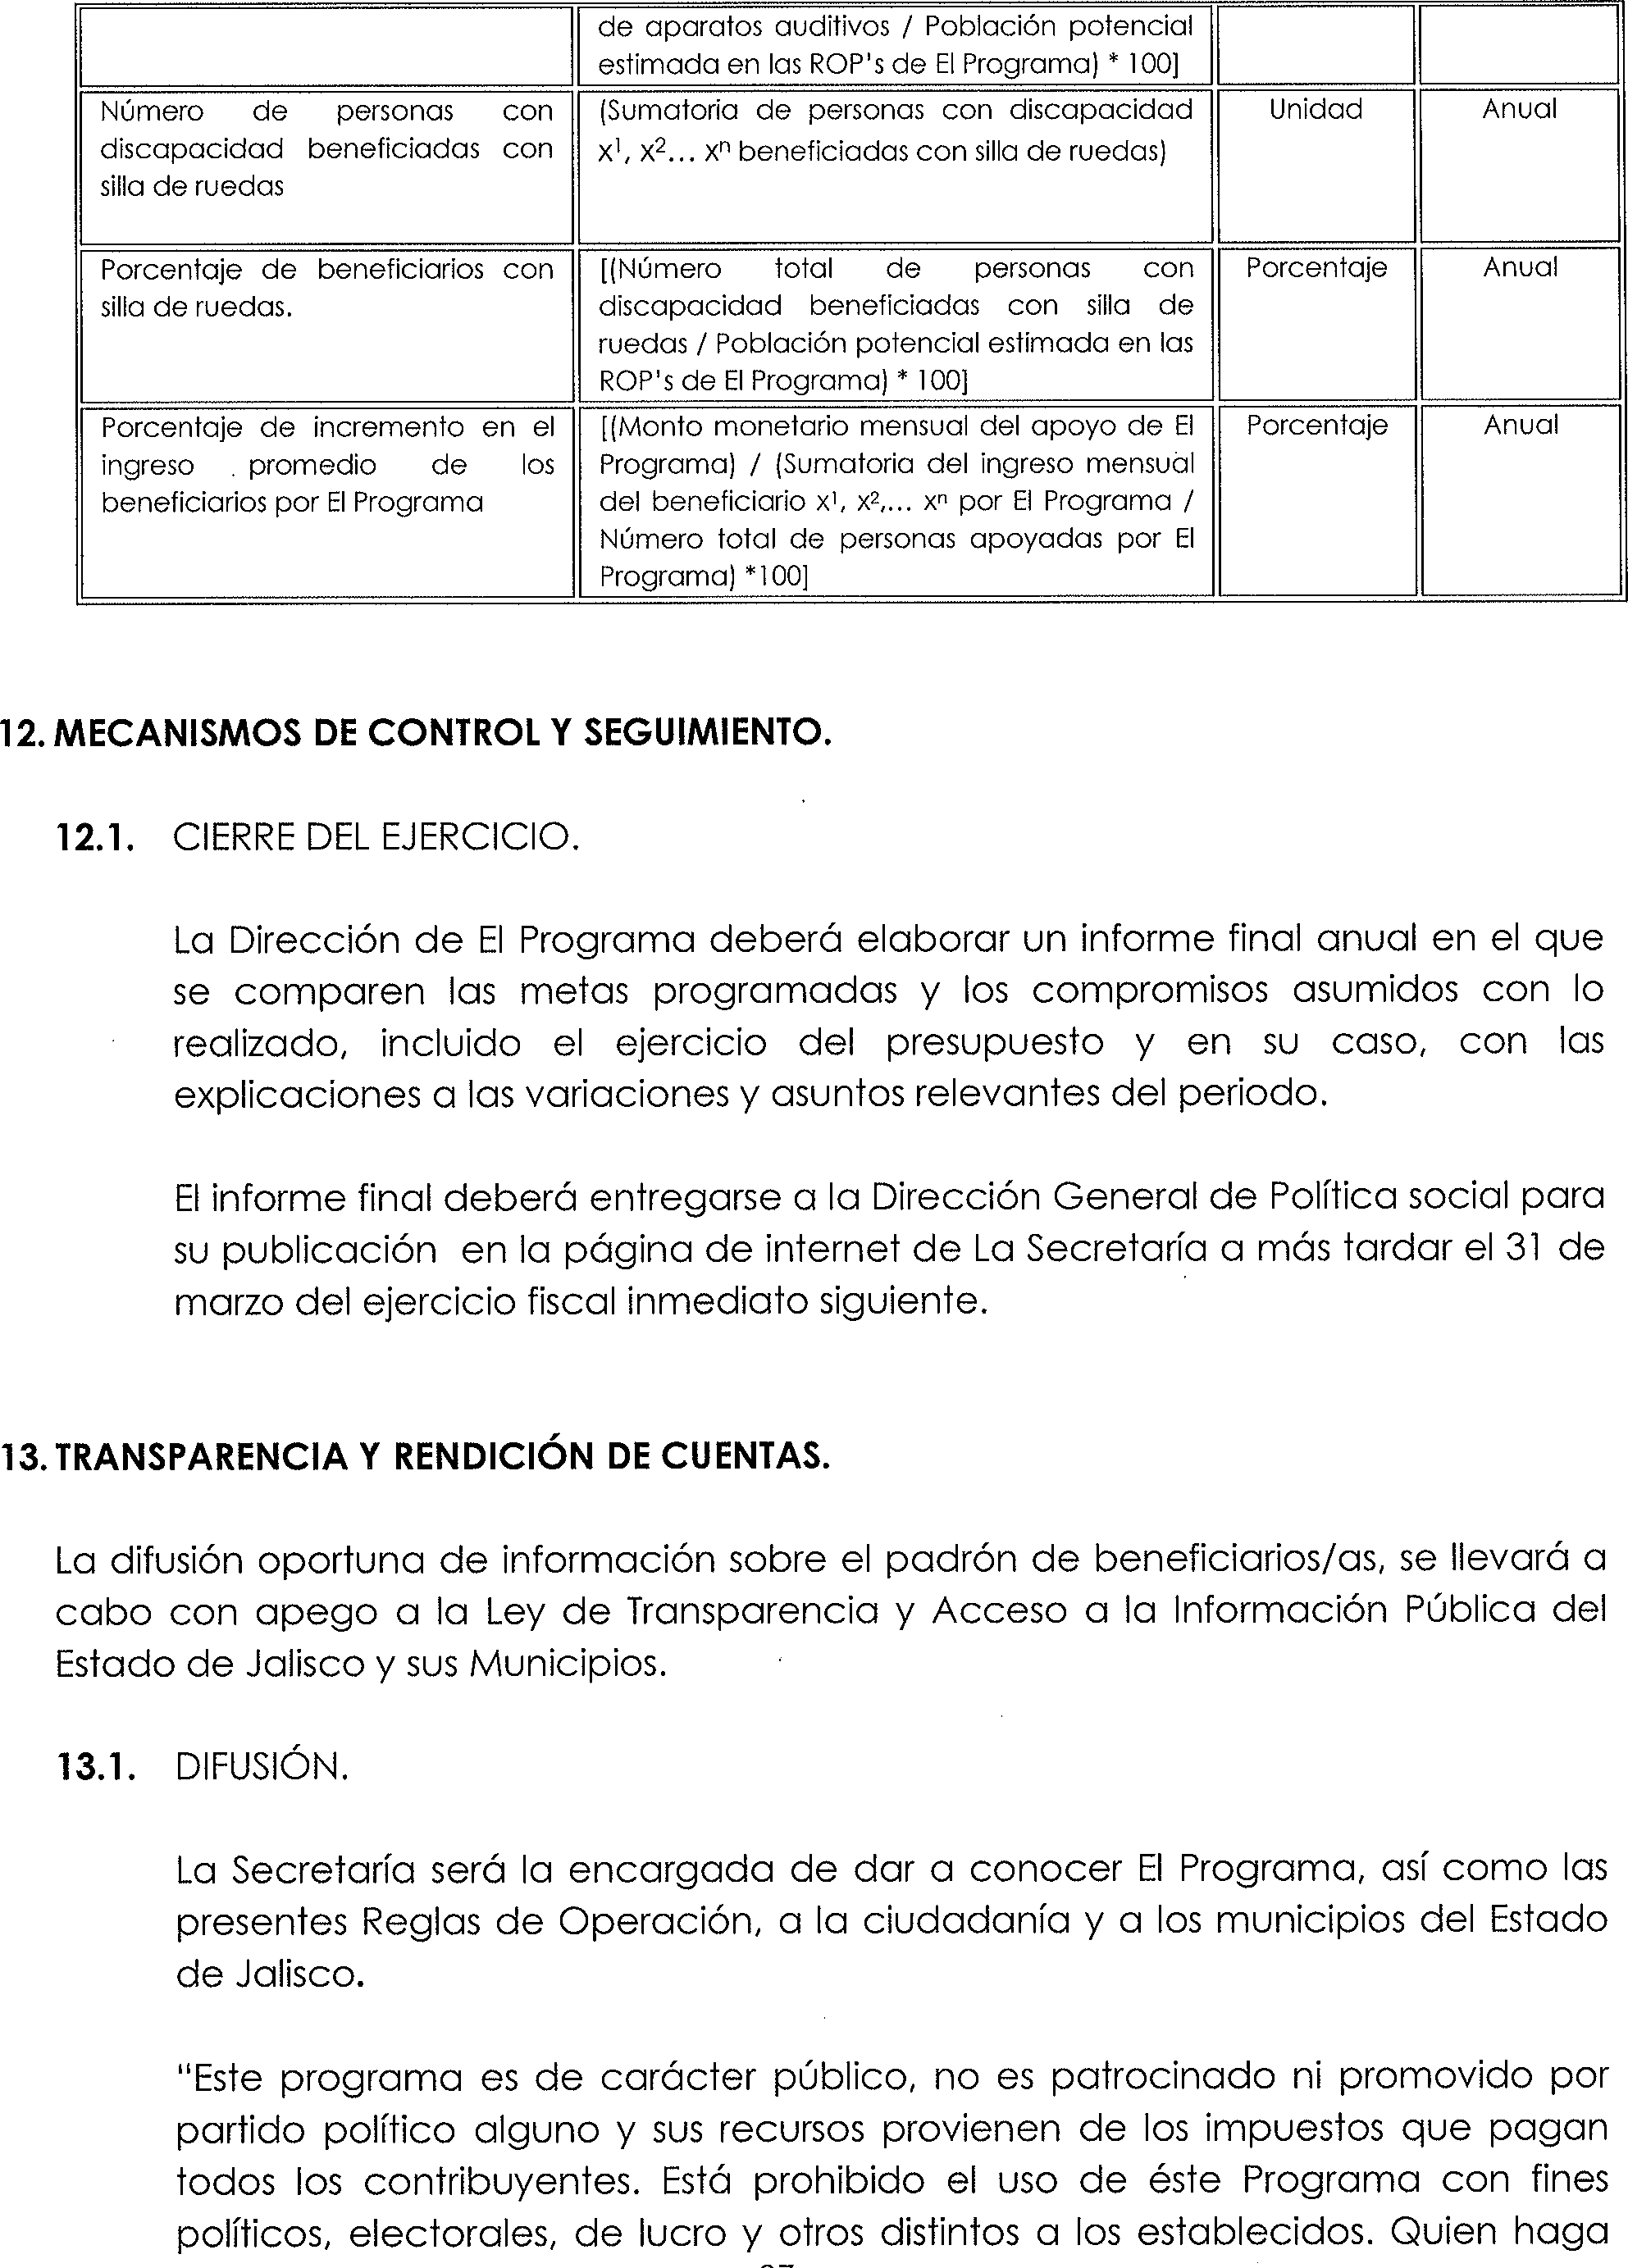 de aparatos auditivos / Población potencial
estimada en las ROP's de El Programa) * 100]
Número de personas con
discapacidad beneficiadas con
silla de ruedas
(Sumatoria de personas con discapacidad
x¹, x²... xⁿ beneficiadas con silla de ruedas)
Unidad
Anual
Porcentaje de beneficiarios con
silla de ruedas.
[(Número total de personas con
discapacidad beneficiadas con silla de
ruedas / Población potencial estimada en las
ROP's de El Programa) * 100]
Porcentaje
Anual
Porcentaje de incremento en el
ingreso promedio de los
beneficiarios por El Programa
[(Monto monetario mensual del apoyo de El
Programa) / (Sumatoria del ingreso mensual
del beneficiario x¹, x²,... xⁿ por El Programa /
Número total de personas apoyadas por El
Programa) *100]
Porcentaje
Anual
12. MECANISMOS DE CONTROL Y SEGUIMIENTO.
12.1. CIERRE DEL EJERCICIO.
La Dirección de El Programa deberá elaborar un informe final anual en el que
se comparen las metas programadas y los compromisos asumidos con lo
realizado, incluido el ejercicio del presupuesto y en su caso, con las
explicaciones a las variaciones y asuntos relevantes del periodo.
El informe final deberá entregarse a la Dirección General de Política social para
su publicación en la página de internet de La Secretaría a más tardar el 31 de
marzo del ejercicio fiscal inmediato siguiente.
13. TRANSPARENCIA Y RENDICIÓN DE CUENTAS.
La difusión oportuna de información sobre el padrón de beneficiarios/as, se llevará a
cabo con apego a la Ley de Transparencia y Acceso a la Información Pública del
Estado de Jalisco y sus Municipios.
13.1. DIFUSIÓN.
La Secretaría será la encargada de dar a conocer El Programa, así como las
presentes Reglas de Operación, a la ciudadanía y a los municipios del Estado
de Jalisco.
"Este programa es de carácter público, no es patrocinado ni promovido por
partido político alguno y sus recursos provienen de los impuestos que pagan
todos los contribuyentes. Está prohibido el uso de éste Programa con fines
políticos, electorales, de lucro y otros distintos a los establecidos. Quien haga